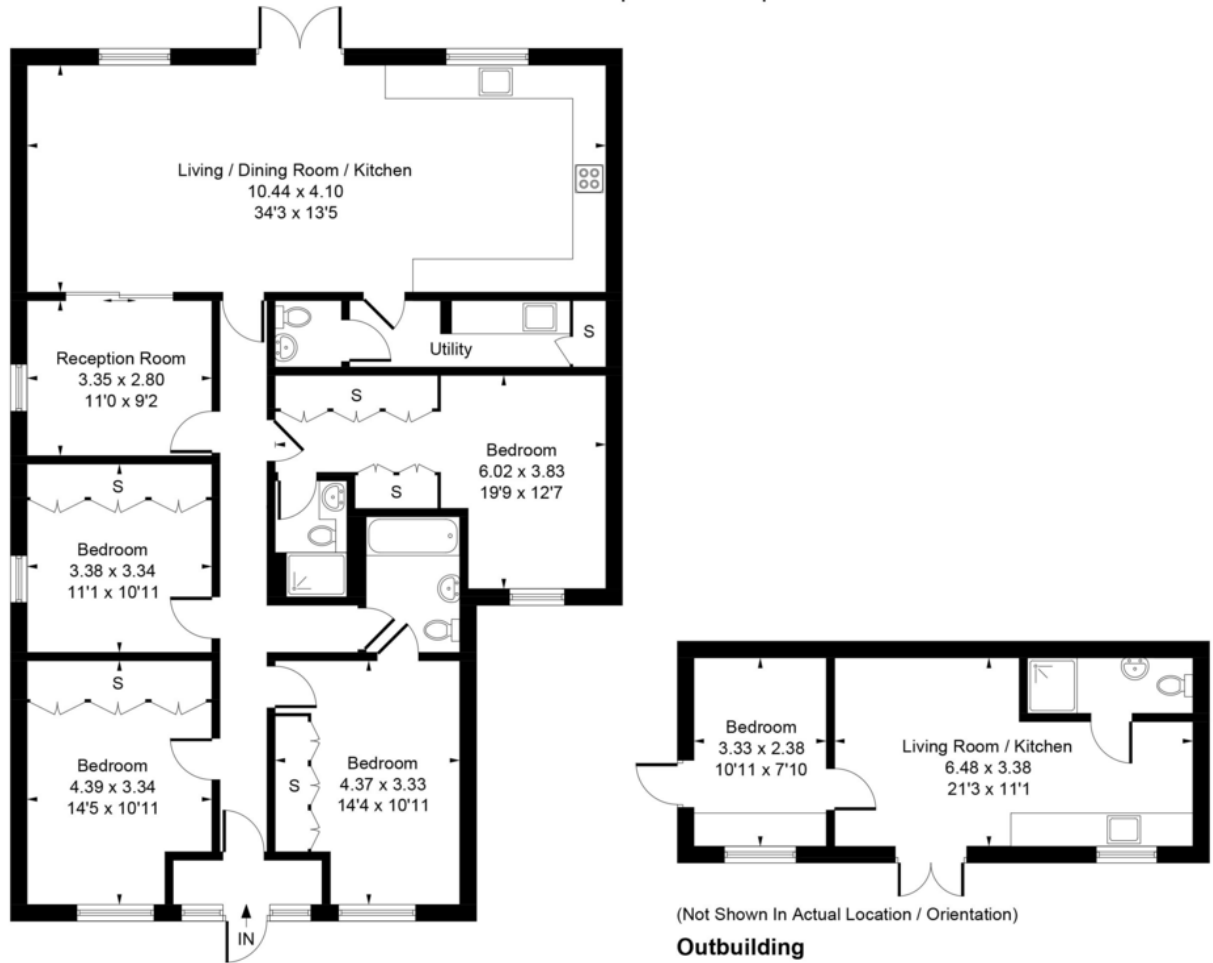 Living / Dining Room / Kitchen
10.44 x 4.10
34'3 x 13'5
Reception Room
3.35 x 2.80
11'0 x 9'2
Utility
S
S
Bedroom
6.02 x 3.83
19'9 x 12'7
S
S
Bedroom
3.38 x 3.34
11'1 x 10'11
S
Bedroom
4.39 x 3.34
14'5 x 10'11
S
Bedroom
4.37 x 3.33
14'4 x 10'11
IN
Bedroom
3.33 x 2.38
10'11 x 7'10
Living Room / Kitchen
6.48 x 3.38
21'3 x 11'1
(Not Shown In Actual Location / Orientation)
Outbuilding